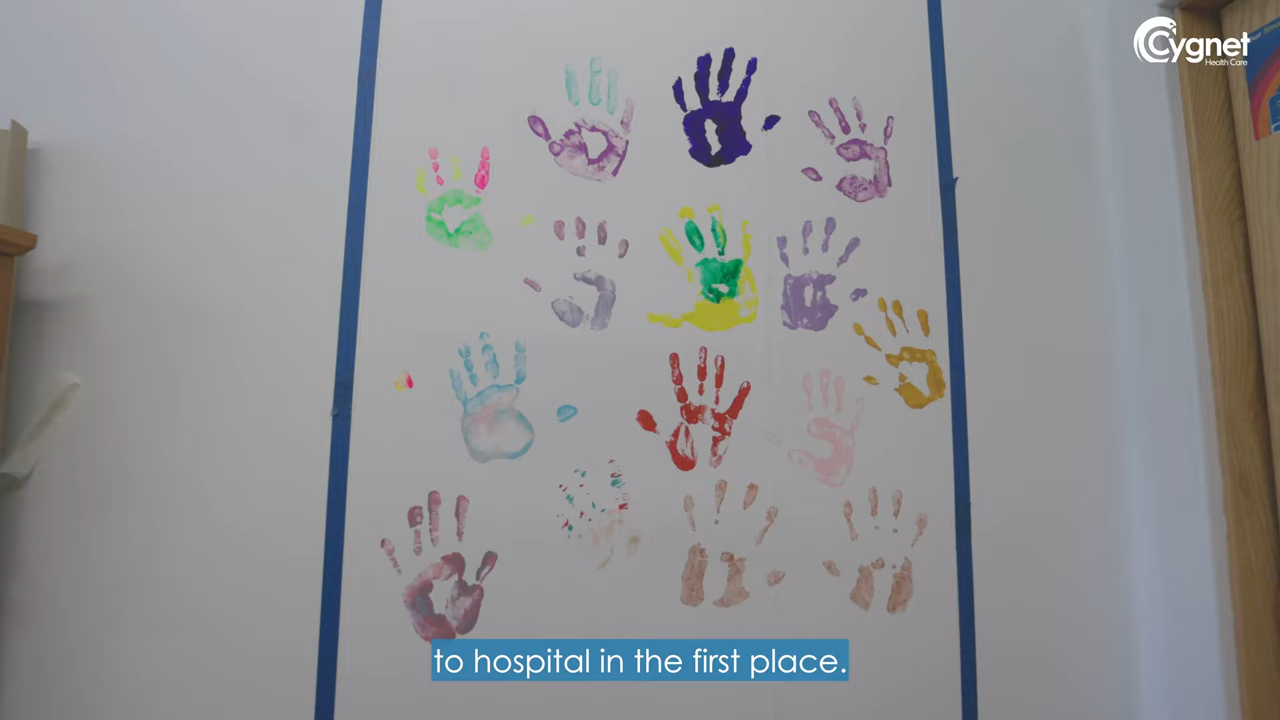 Cygnet
Health Care
to hospital in the first place.